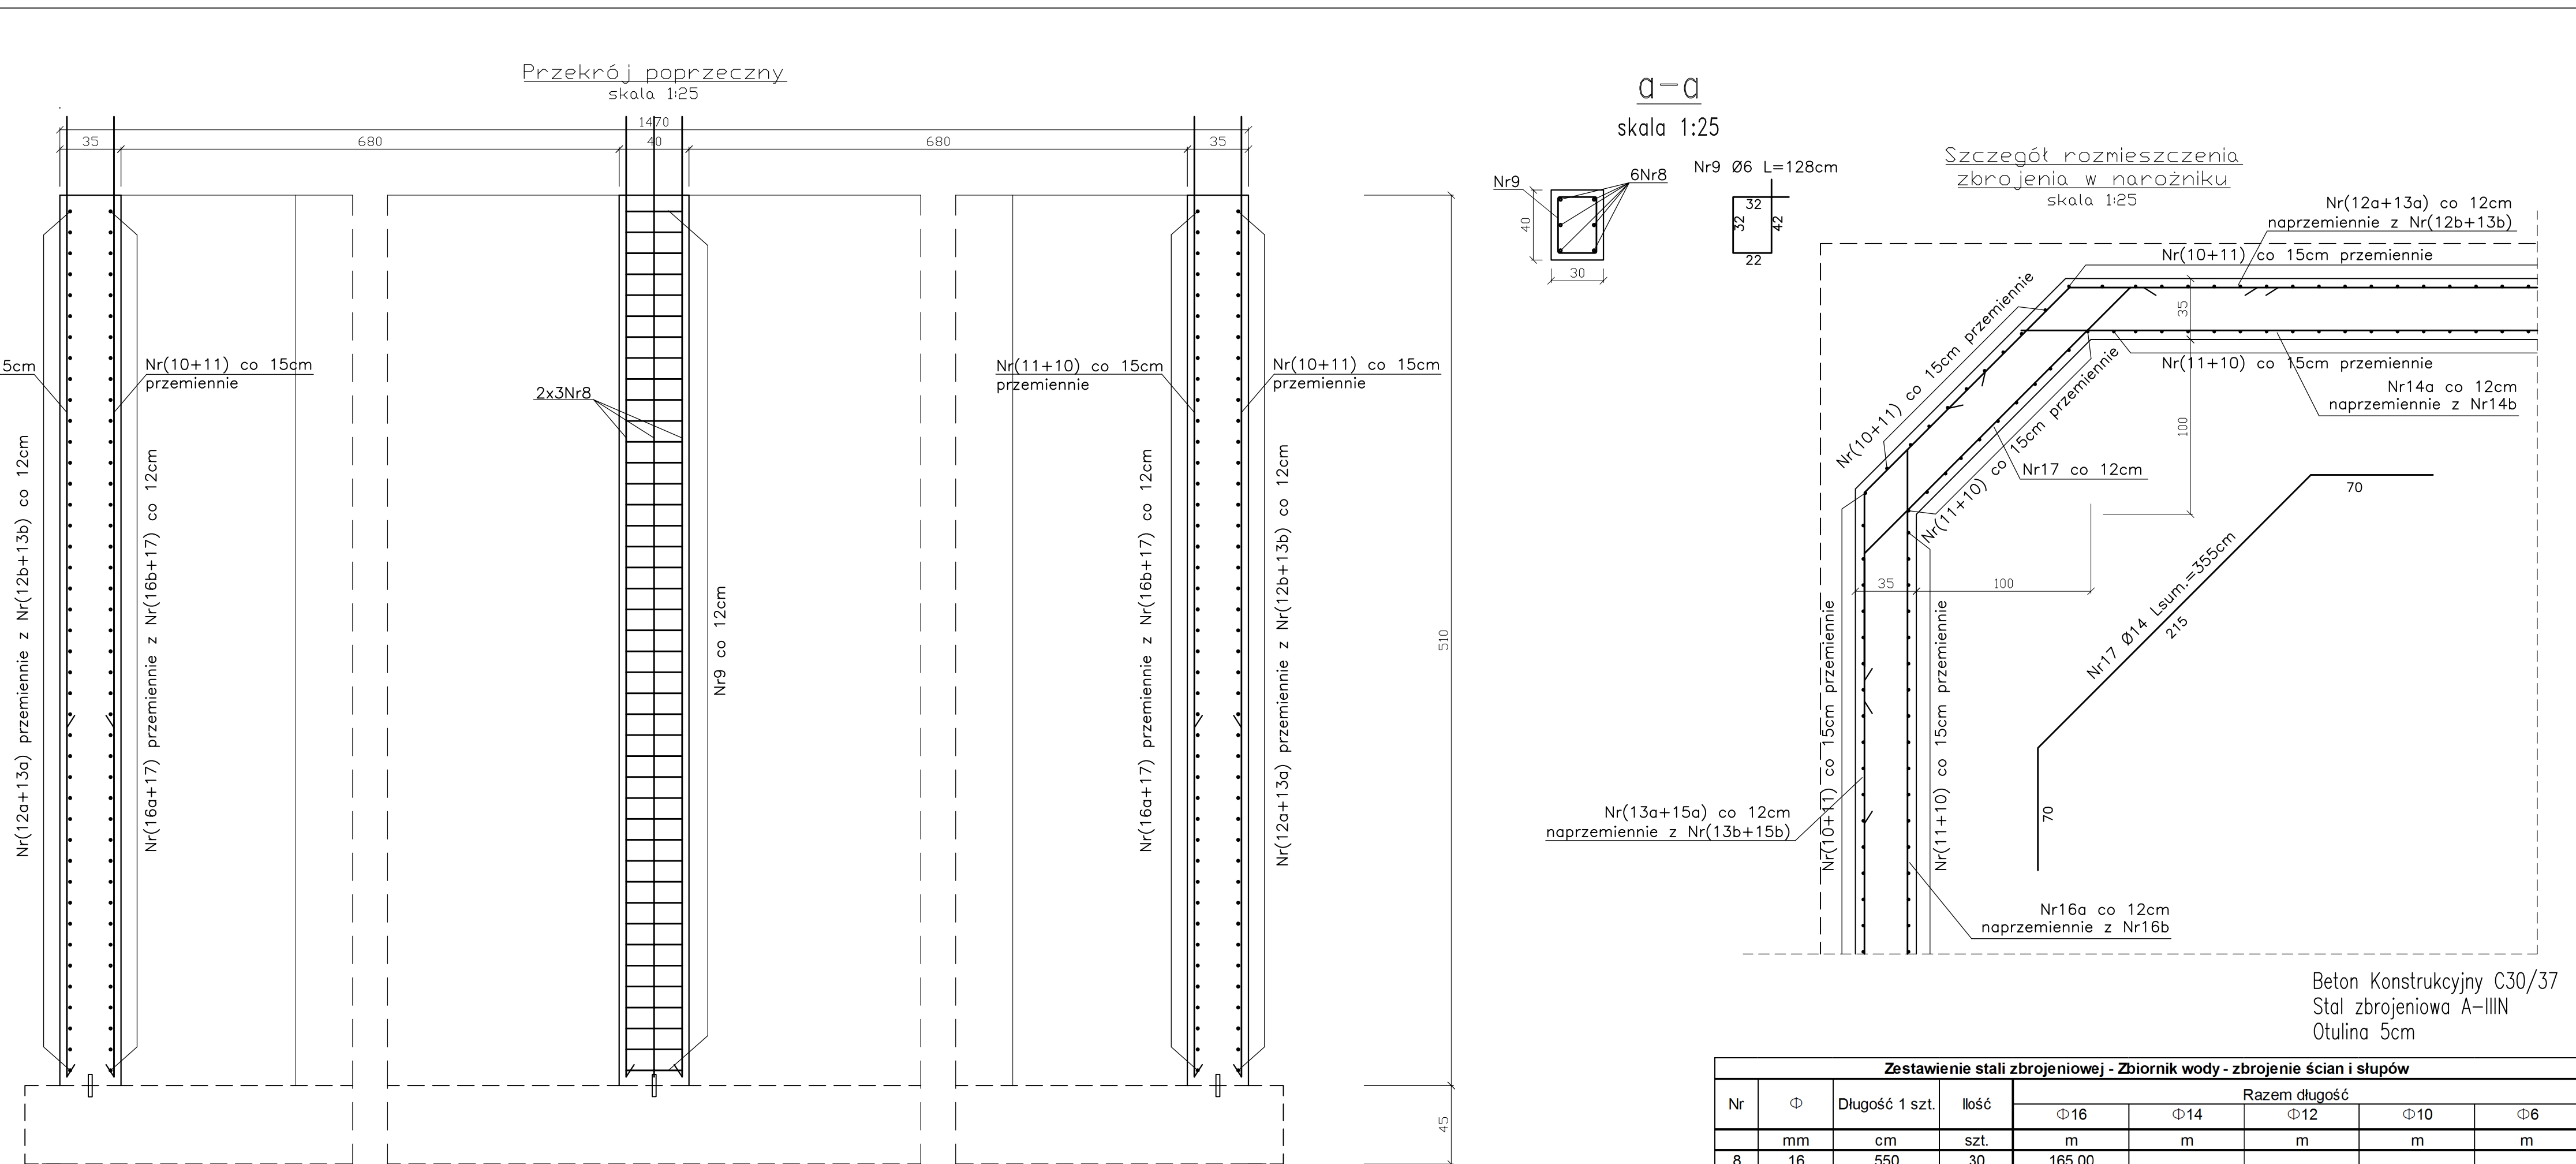 Przekrój poprzeczny
skala 1:25
1470
35
680
40
680
35
5cm
Nr(10+11) co 15cm
przemiennie
2x3Nr8
Nr(11+10) co 15cm
przemiennie
Nr(10+11) co 15cm
przemiennie
Nr(12a+13a) przemiennie z Nr(12b+13b) co 12cm
Nr(16a+17) przemiennie z Nr(16b+17) co 12cm
Nr9 co 12cm
Nr(16a+17) przemiennie z Nr(16b+17) co 12cm
Nr(12a+13a) przemiennie z Nr(12b+13b) co 12cm
510
45
a-a
skala 1:25
Nr9
6Nr8
40
30
Nr9 Ø6 L=128cm
32
32
42
22
Szczegół rozmieszczenia
zbrojenia w narożniku
skala 1:25
Nr(12a+13a) co 12cm
naprzemiennie z Nr(12b+13b)
Nr(10+11) co 15cm przemiennie
35
Nr(10+11) co 15cm przemiennie
Nr(11+10) co 15cm przemiennie
Nr14a co 12cm
naprzemiennie z Nr14b
100
Nr(11+10) co 15cm przemiennie
Nr17 co 12cm
70
35
100
Nr17 Ø14 Lsum.=355cm
215
70
Nr(10+11) co 15cm przemiennie
Nr(11+10) co 15cm przemiennie
Nr(13a+15a) co 12cm
naprzemiennie z Nr(13b+15b)
Nr16a co 12cm
naprzemiennie z Nr16b
Beton Konstrukcyjny C30/37
Stal zbrojeniowa A-IIIN
Otulina 5cm
Zestawienie stali zbrojeniowej - Zbiornik wody - zbrojenie ścian i słupów
Nr Φ Długość 1 szt. Ilość Razem długość
Φ16 Φ14 Φ12 Φ10 Φ6
mm cm szt. m m m m m
8 16 550 30 165,00